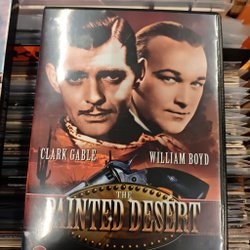 CLARK GABLE WILLIAM BOYD
THE
PAINTED DESERT